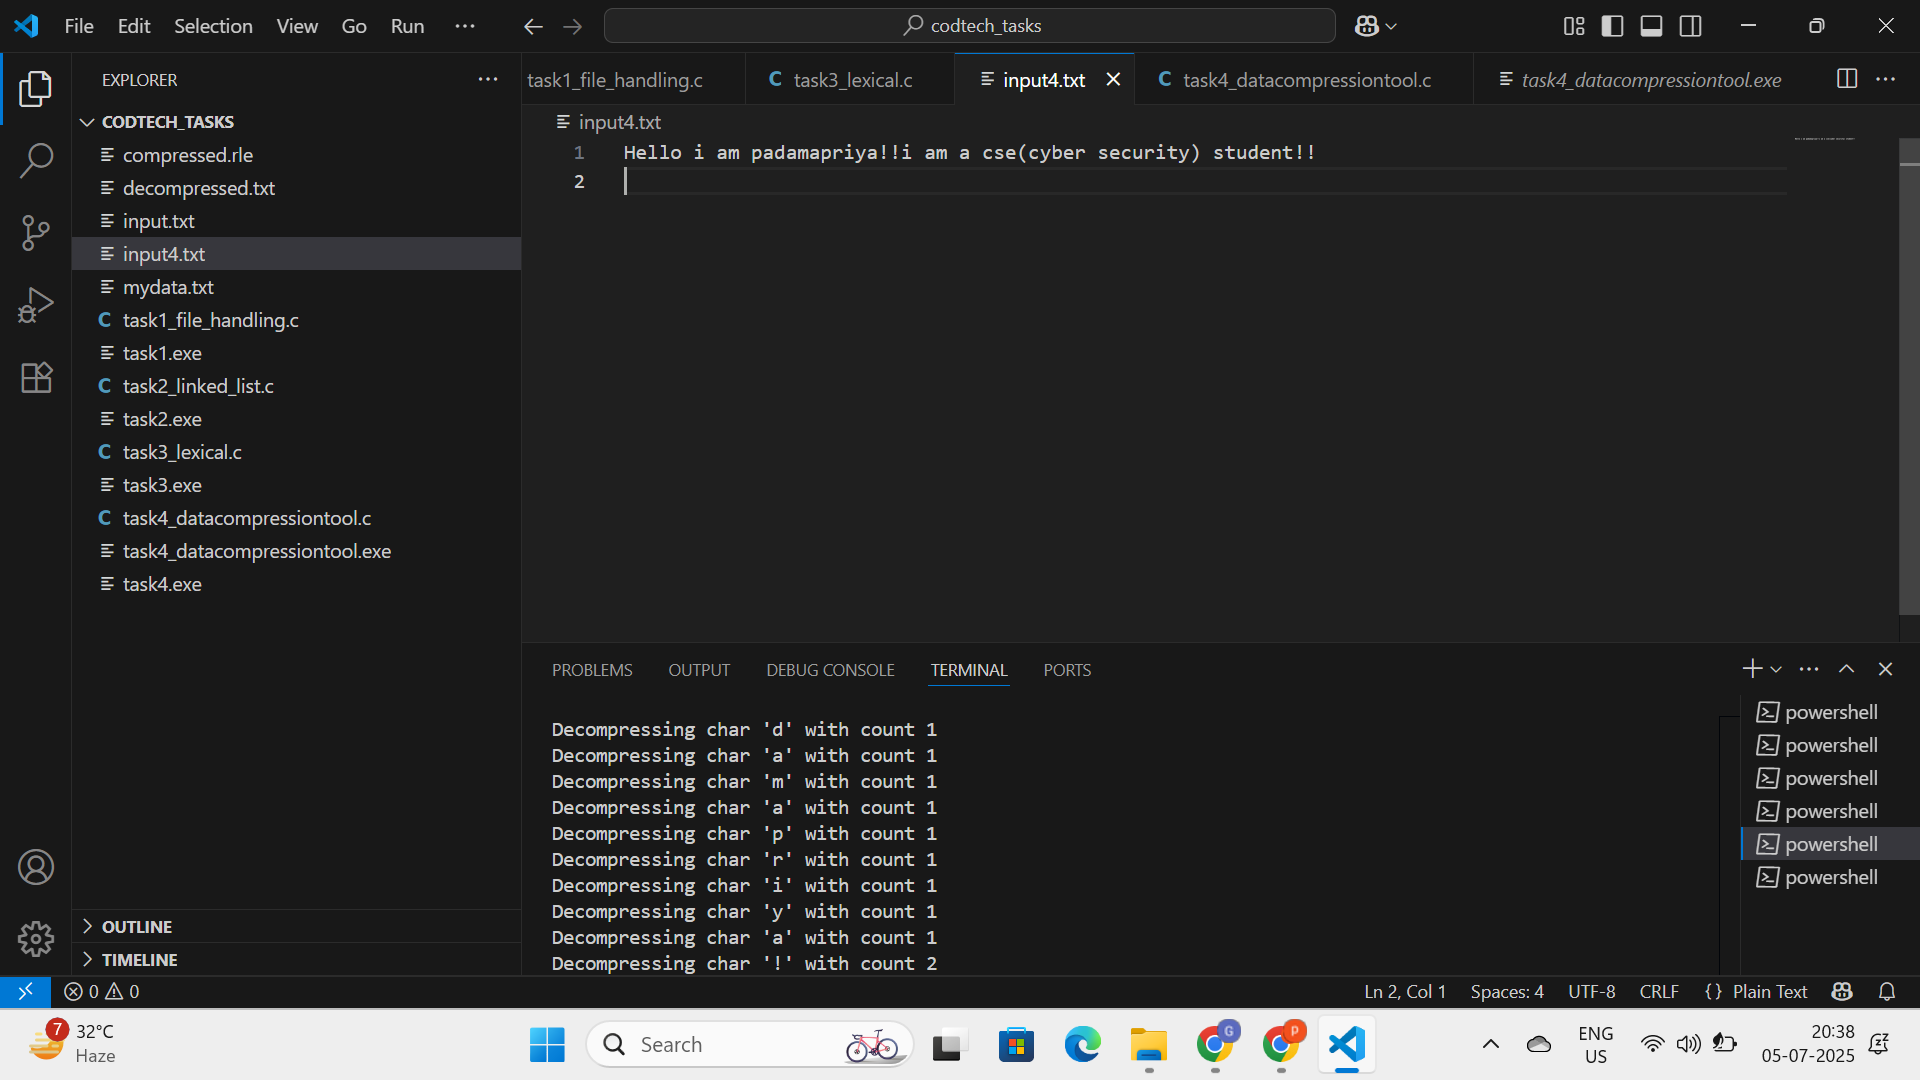 File Edit Selection View Go Run
codtech_tasks
EXPLORER
task1_file_handling.c
C task3_lexical.c
input4.txt
C task4_datacompressiontool.c
task4_datacompressiontool.exe
CODTECH_TASKS
compressed.rle
decompressed.txt
input.txt
input4.txt
mydata.txt
C task1_file_handling.c
task1.exe
C task2_linked_list.c
task2.exe
C task3_lexical.c
task3.exe
C task4_datacompressiontool.c
task4_datacompressiontool.exe
task4.exe
OUTLINE
TIMELINE
input4.txt
1 Hello i am padamapriya!!i am a cse(cyber security) student!!
2
PROBLEMS OUTPUT DEBUG CONSOLE TERMINAL PORTS
Decompressing char 'd' with count 1
Decompressing char 'a' with count 1
Decompressing char 'm' with count 1
Decompressing char 'a' with count 1
Decompressing char 'p' with count 1
Decompressing char 'r' with count 1
Decompressing char 'i' with count 1
Decompressing char 'y' with count 1
Decompressing char 'a' with count 1
Decompressing char '!' with count 2
powershell
powershell
powershell
powershell
powershell
powershell
0 0
Ln 2, Col 1 Spaces: 4 UTF-8 CRLF {} Plain Text
7
32°C
Haze
Search
G
P
ENG
US
20:38
05-07-2025